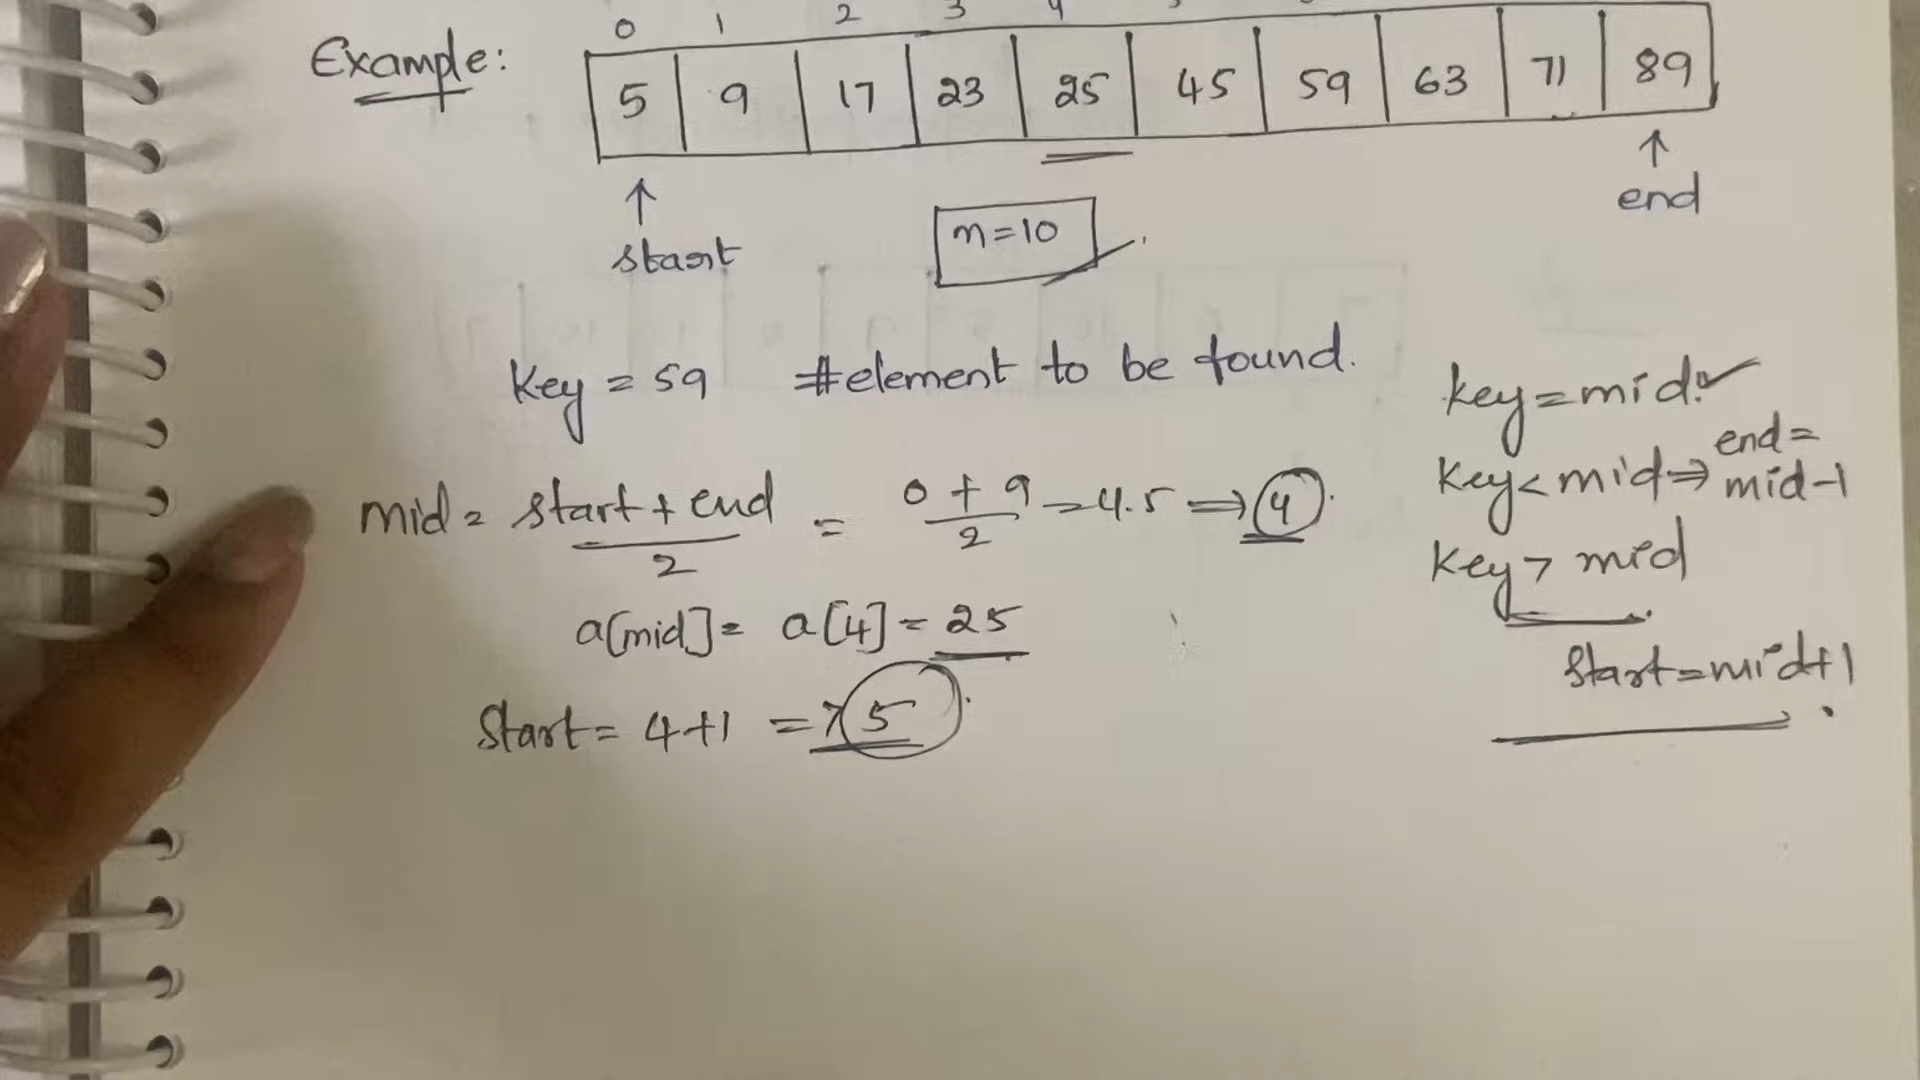 0 1 2 3 4
Example: 5 9 17 23 25 45 59 63 71 89
↑ start
↑ end
n=10
Key = 59 #element to be found.
mid = start + end / 2 = 0 + 9 / 2 = 4.5 ⇒ 4
a[mid] = a[4] = 25
Start = 4+1 => 5
key=mid.✓
key<mid ⇒ end = mid-1
key > mid
Start=mid+1